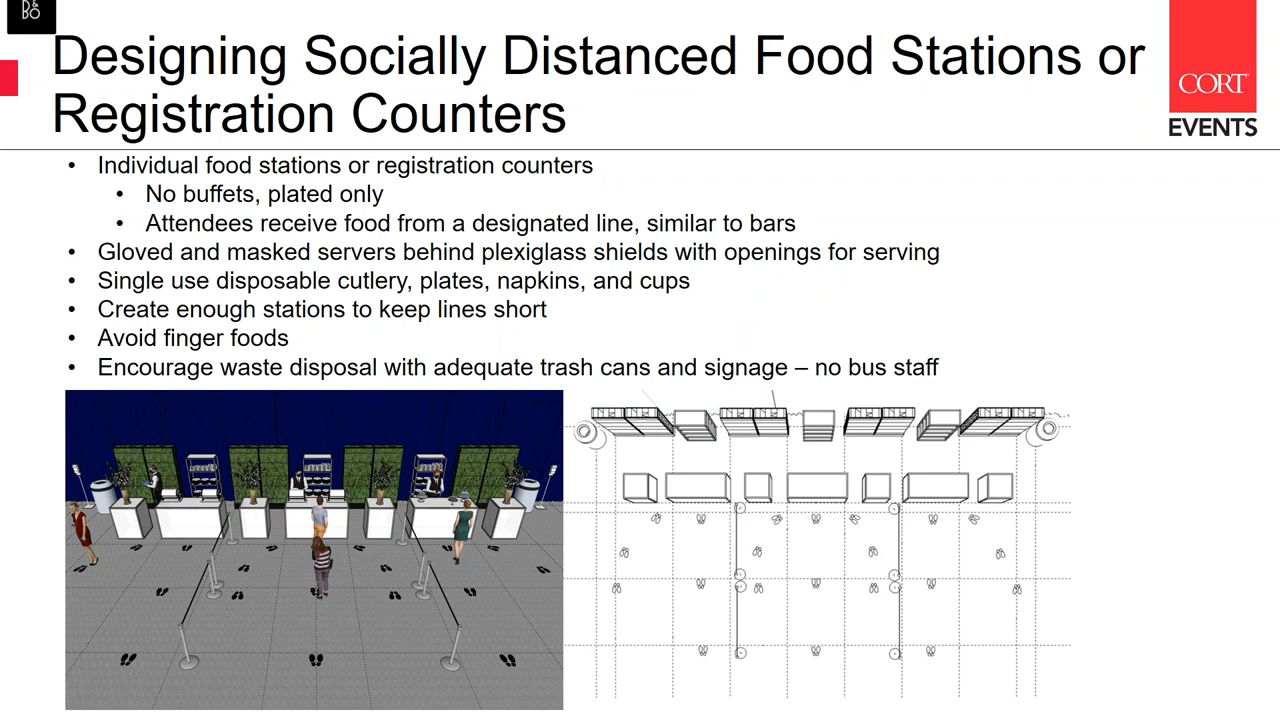 B&
BO
Designing Socially Distanced Food Stations or
Registration Counters
CORT
EVENTS
• Individual food stations or registration counters
• No buffets, plated only
• Attendees receive food from a designated line, similar to bars
• Gloved and masked servers behind plexiglass shields with openings for serving
• Single use disposable cutlery, plates, napkins, and cups
• Create enough stations to keep lines short
• Avoid finger foods
• Encourage waste disposal with adequate trash cans and signage – no bus staff